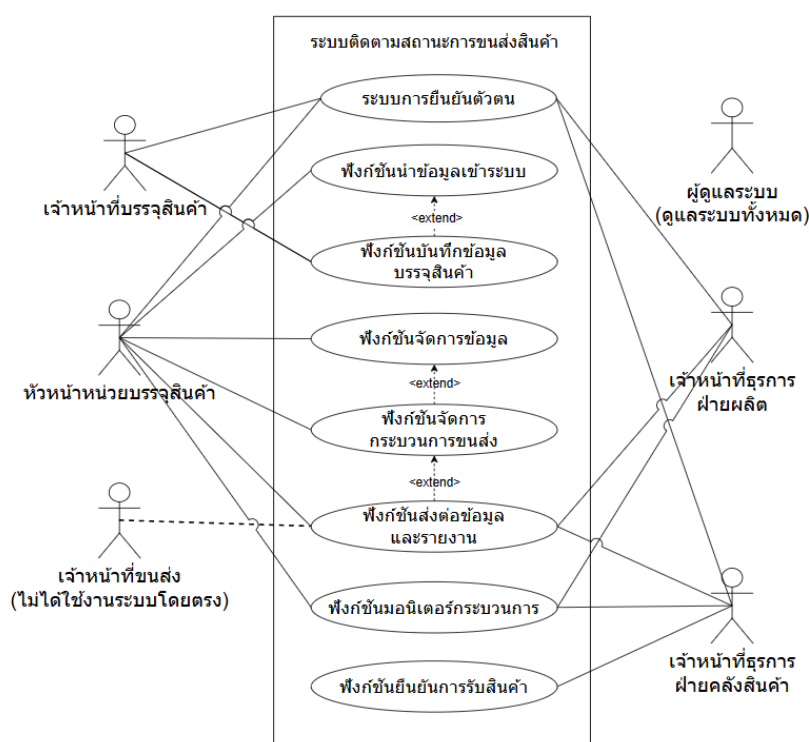 ระบบติดตามสถานะการขนส่งสินค้า
ระบบการยืนยันตัวตน
เจ้าหน้าที่บรรจุสินค้า
ฟังก์ชันนำข้อมูลเข้าระบบ
ผู้ดูแลระบบ
(ดูแลระบบทั้งหมด)
<extend>
ฟังก์ชันบันทึกข้อมูล
บรรจุสินค้า
หัวหน้าหน่วยบรรจุสินค้า
ฟังก์ชันจัดการข้อมูล
เจ้าหน้าที่ธุรการ
ฝ่ายผลิต
<extend>
ฟังก์ชันจัดการ
กระบวนการขนส่ง
<extend>
ฟังก์ชันส่งต่อข้อมูล
และรายงาน
เจ้าหน้าที่ขนส่ง
(ไม่ได้ใช้งานระบบโดยตรง)
ฟังก์ชันมอนิเตอร์กระบวนการ
เจ้าหน้าที่ธุรการ
ฝ่ายคลังสินค้า
ฟังก์ชันยืนยันการรับสินค้า